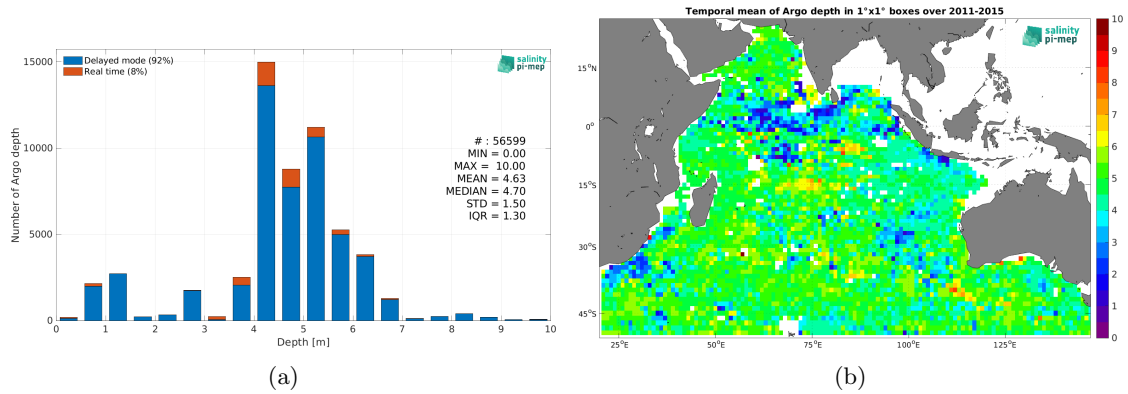 Temporal mean of Argo depth in 1°x1° boxes over 2011-2015
Delayed mode (92%)
Real time (8%)
salinity
pi-mep
# : 56599
MIN = 0.00
MAX = 10.00
MEAN = 4.63
MEDIAN = 4.70
STD = 1.50
IQR = 1.30
15000
10000
5000
0
Number of Argo depth
0 1 2 3 4 5 6 7 8 9 10
Depth [m]
(a)
salinity
pi-mep
15°N
0°
15°S
30°S
45°S
25°E 50°E 75°E 100°E 125°E
10
9
8
7
6
5
4
3
2
1
0
(b)